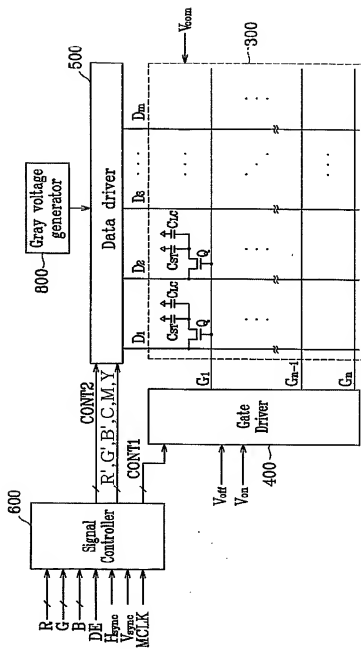 800
Gray voltage
generator
500
Data driver
600
Signal
Controller
R
G
B
DE
Hsync
Vsync
MCLK
CONT2
R',G',B',C,M,Y
CONT1
D1
D2
D3
...
Dm
Vcom
300
CST
CLC
Q
CST
CLC
Q
G1
Gn-1
Gn
Gate
Driver
400
Voff
Von